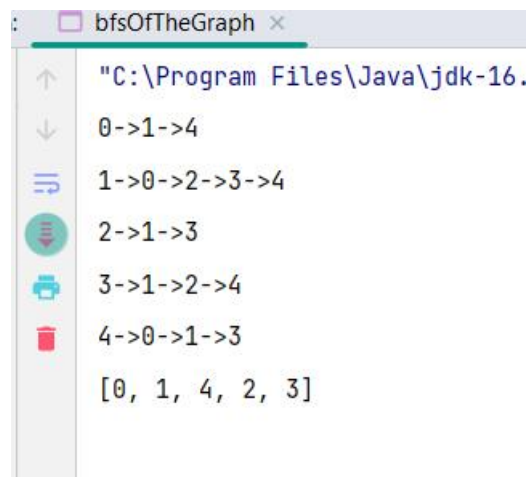 bfsOfTheGraph ×
"C:\Program Files\Java\jdk-16.
0->1->4
1->0->2->3->4
2->1->3
3->1->2->4
4->0->1->3
[0, 1, 4, 2, 3]